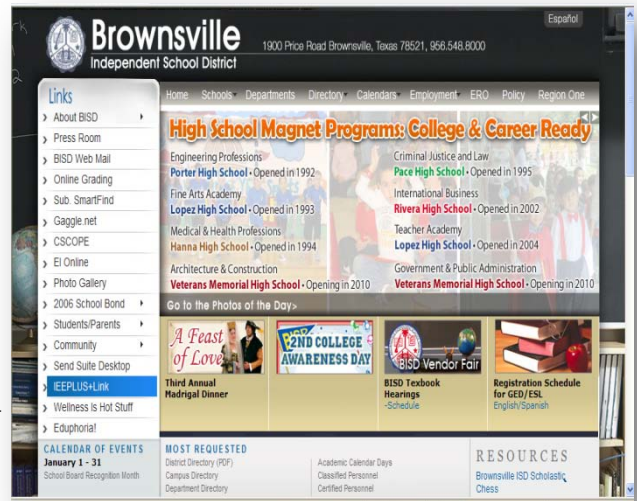 Español
Brownsville
Independent School District
1900 Price Road Brownsville, Texas 78521, 956.548.8000
Links
About BISD
Press Room
BISD Web Mail
Online Grading
Sub. SmartFind
Gaggle.net
CSCOPE
EI Online
Photo Gallery
2006 School Bond
Students/Parents
Community
Send Suite Desktop
IEEPLUS+Link
Wellness Is Hot Stuff
Eduphoria!
Home Schools Departments Directory Calendars Employment ERO Policy Region One
High School Magnet Programs: College & Career Ready
Engineering Professions
Porter High School • Opened in 1992
Fine Arts Academy
Lopez High School • Opened in 1993
Medical & Health Professions
Hanna High School • Opened in 1994
Architecture & Construction
Veterans Memorial High School • Opening in 2010
Criminal Justice and Law
Pace High School • Opened in 1995
International Business
Rivera High School • Opened in 2002
Teacher Academy
Lopez High School • Opened in 2004
Government & Public Administration
Veterans Memorial High School • Opening in 2010
Go to the Photos of the Day>
A Feast
of Love
Third Annual
Madrigal Dinner
BISD
2ND COLLEGE
AWARENESS DAY
BISD Vendor Fair
BISD Texbook
Hearings
-Schedule
Registration Schedule
for GED/ESL
English/Spanish
CALENDAR OF EVENTS
January 1 - 31
School Board Recognition Month
MOST REQUESTED
District Directory (PDF)
Campus Directory
Department Directory
Academic Calendar Days
Classified Personnel
Certified Personnel
RESOURCES
Brownsville ISD Scholastic
Chess